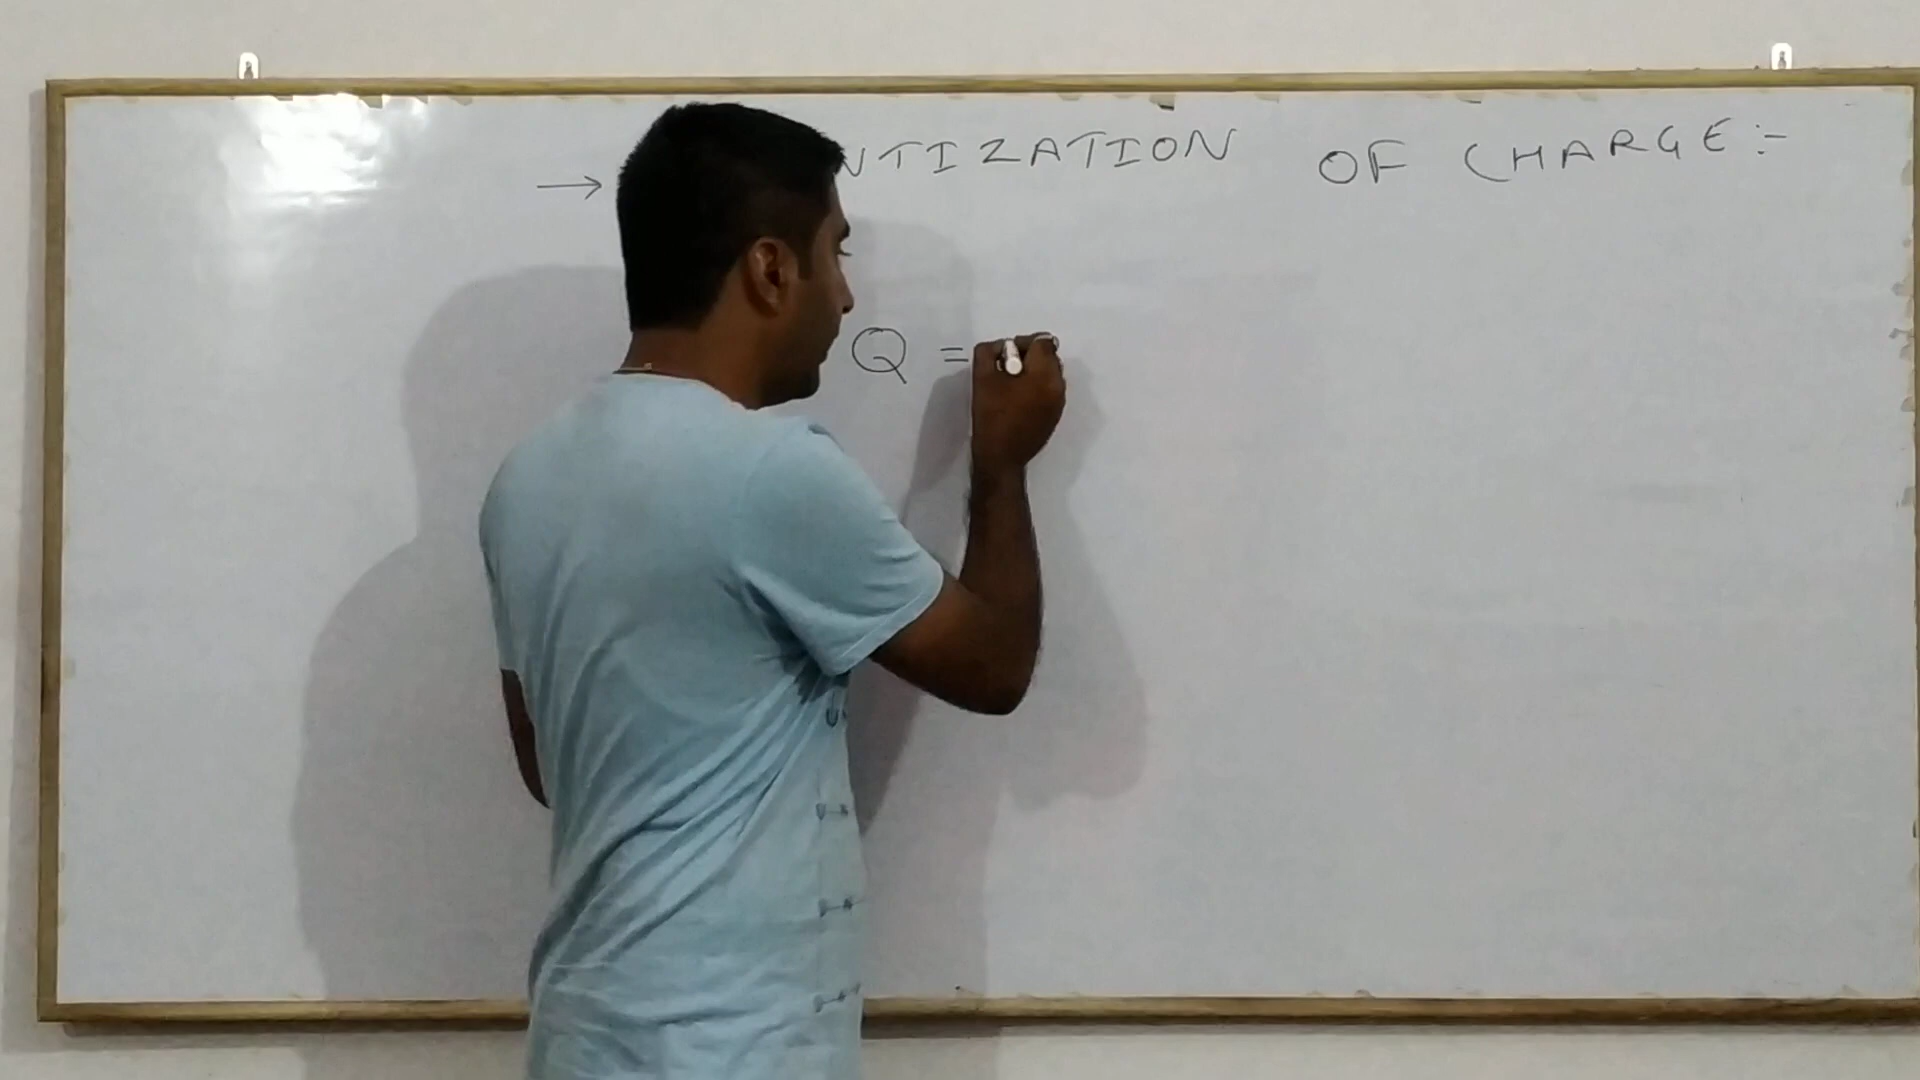 → NTIZATION OF CHARGE :-
Q =